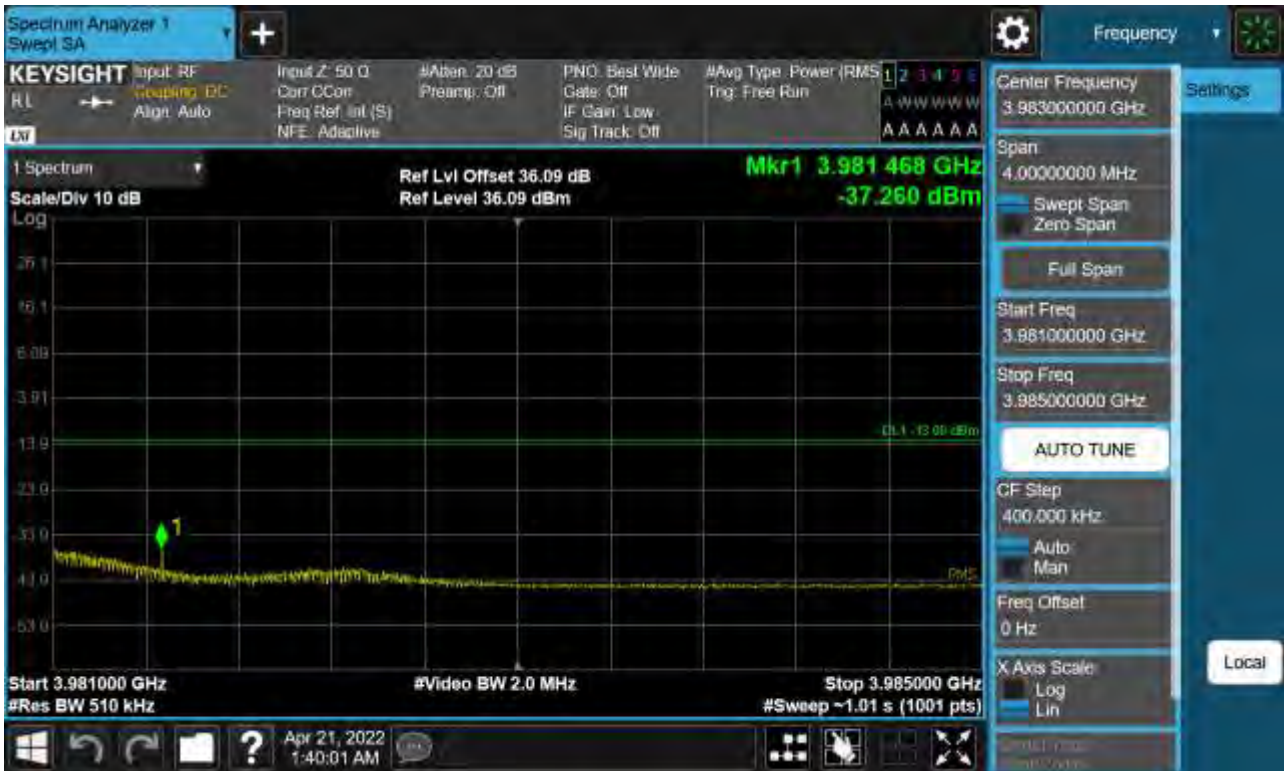 Spectrum Analyzer 1
Swept SA
Frequency
KEYSIGHT
Input: RF
Coupling: DC
Align: Auto
RL
LXI
Input Z: 50 Ω
Corr CCorr
Freq Ref: Int (S)
NFE: Adaptive
#Atten: 20 dB
Preamp: Off
PNO: Best Wide
Gate: Off
IF Gain: Low
Sig Track: Off
#Avg Type: Power (RMS
Trig: Free Run
1 2 3 4 5 6
A W W W W W
A A A A A A
Center Frequency
3.983000000 GHz
Settings
Span
4.00000000 MHz
Swept Span
Zero Span
Full Span
Start Freq
3.981000000 GHz
Stop Freq
3.985000000 GHz
AUTO TUNE
CF Step
400.000 kHz
Auto
Man
Freq Offset
0 Hz
X Axis Scale
Log
Lin
Local
1 Spectrum
Scale/Div 10 dB
Log
Ref Lvl Offset 36.09 dB
Ref Level 36.09 dBm
Mkr1 3.981 468 GHz
-37.260 dBm
26.1
16.1
6.09
-3.91
-13.9
-23.9
-33.9
-43.9
-53.9
DL1 -13.00 dBm
1
RMS
Start 3.981000 GHz
#Video BW 2.0 MHz
Stop 3.985000 GHz
#Res BW 510 kHz
#Sweep ~1.01 s (1001 pts)
?
Apr 21, 2022
1:40:01 AM